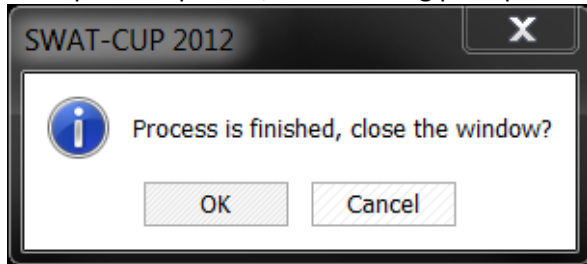 SWAT-CUP 2012
X
Process is finished, close the window?
OK Cancel